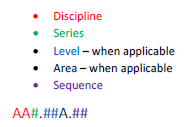 • Discipline
• Series
• Level – when applicable
• Area – when applicable
• Sequence
AA#.##A.##